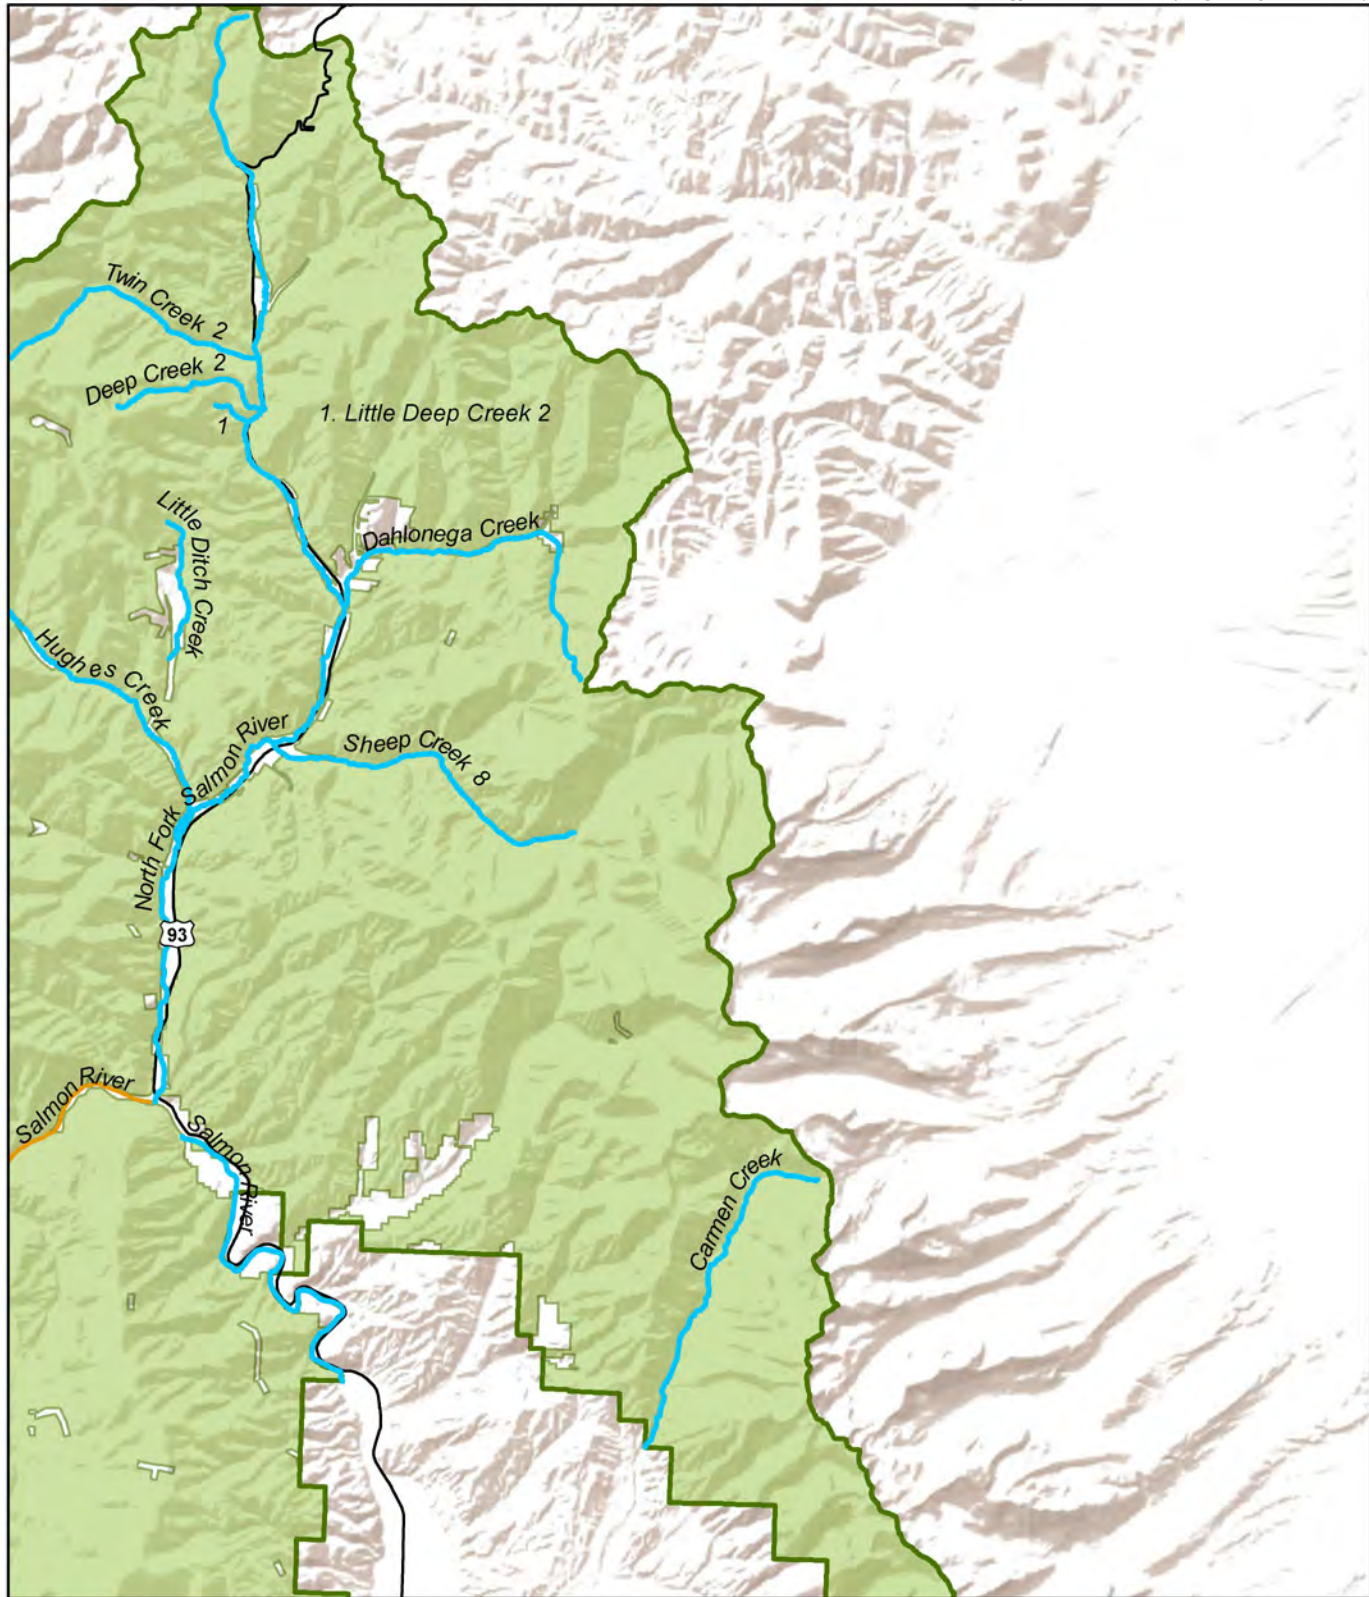 Twin Creek 2
Deep Creek 2
1
1. Little Deep Creek 2
Little Ditch Creek
Dahlonega Creek
Hughes Creek
North Fork Salmon River
Sheep Creek 8
93
Salmon River
Salmon River
Carmen Creek